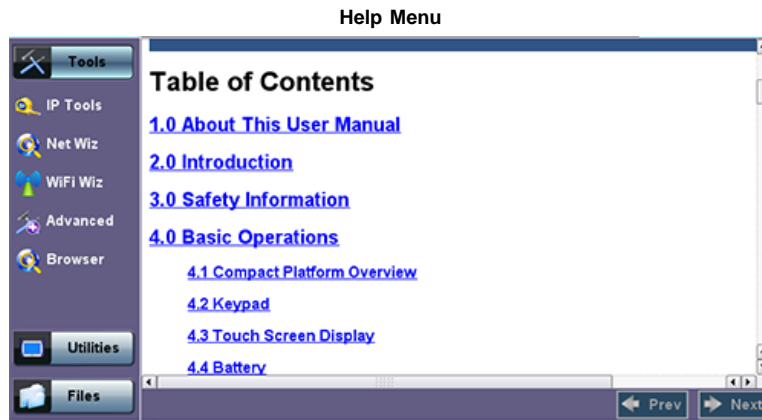 Help Menu
Tools
IP Tools
Net Wiz
WiFi Wiz
Advanced
Browser
Utilities
Files
Table of Contents
1.0 About This User Manual
2.0 Introduction
3.0 Safety Information
4.0 Basic Operations
4.1 Compact Platform Overview
4.2 Keypad
4.3 Touch Screen Display
4.4 Battery
Prev
Next